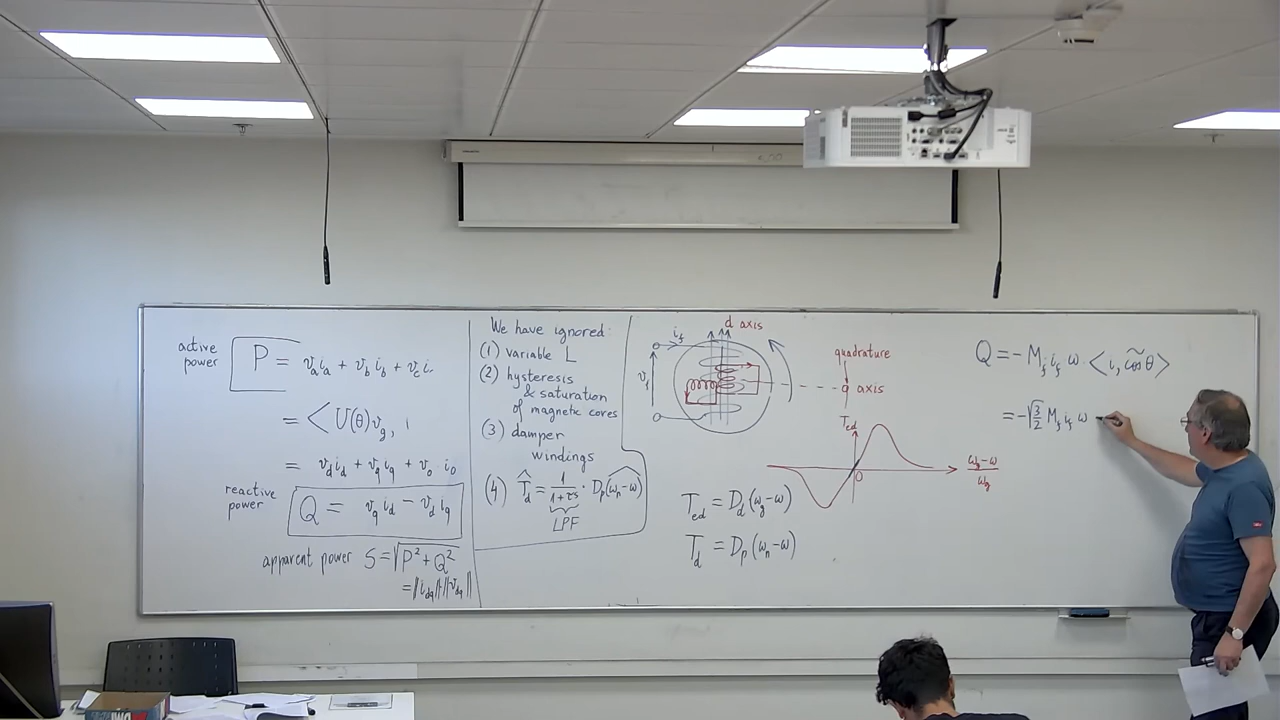 active power P = v_a i_a + v_b i_b + v_c i_c
= <U(θ)v_g,
= v_d i_d + v_q i_q + v_o i_o
reactive power Q = v_q i_d − v_d i_q
apparent power S = √(P² + Q²)
= ‖i_dq‖·‖v_dq‖
We have ignored:
(1) variable L
(2) hysteresis
& saturation
of magnetic cores
(3) damper
windings
(4) T̂_d = 1/(1+τs) · D_p(ω_n−ω)^
LPF
d axis
i_f
v_f
quadrature
q axis
T_ed
0
(ω_g−ω)/ω_g
T_ed = D_d (ω_g−ω)
T_d = D_p (ω_n−ω)
Q = − M_f i_f ω <i, c̃osθ>
= −√(3/2) M_f i_f ω